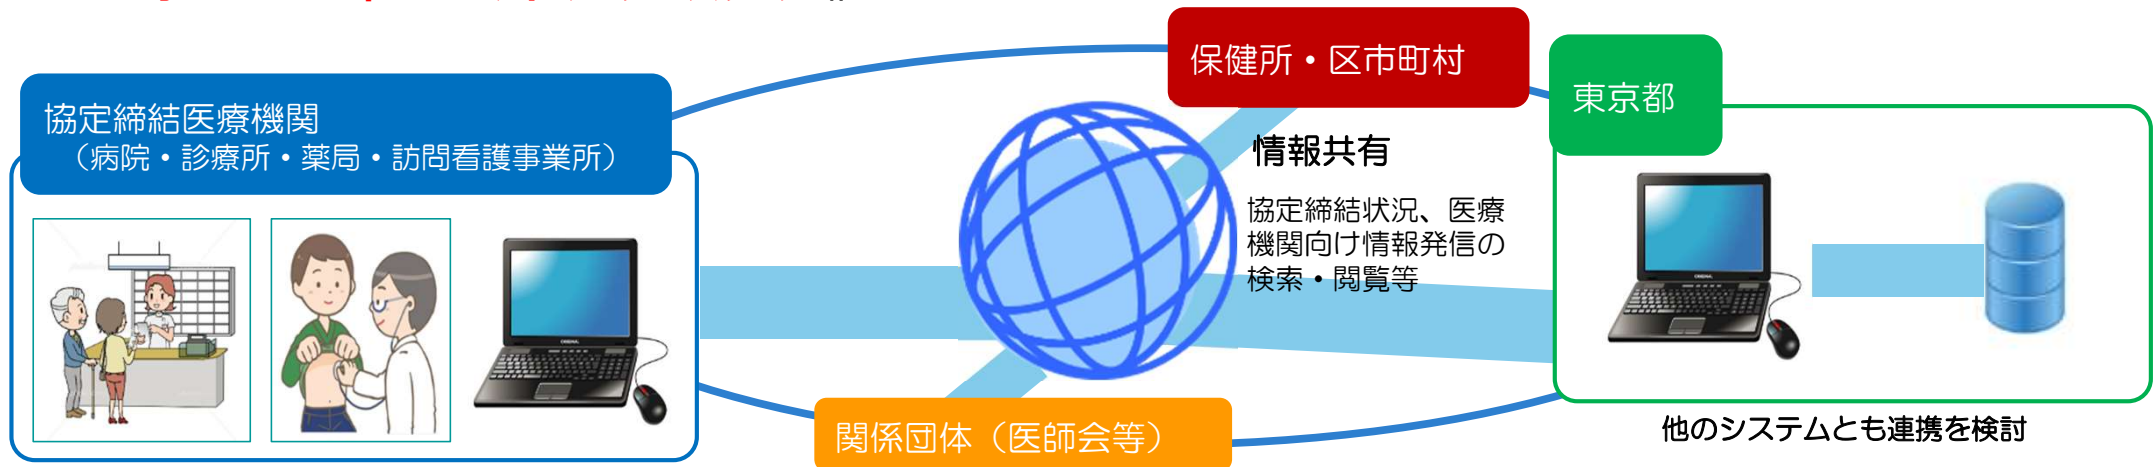 保健所・区市町村
東京都
協定締結医療機関
（病院・診療所・薬局・訪問看護事業所）
情報共有
協定締結状況、医療
機関向け情報発信の
検索・閲覧等
関係団体（医師会等）
他のシステムとも連携を検討